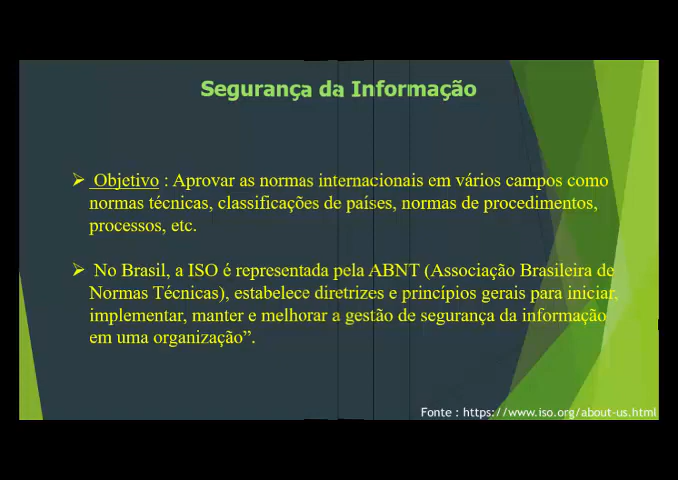 Segurança da Informação
➢ Objetivo : Aprovar as normas internacionais em vários campos como
normas técnicas, classificações de países, normas de procedimentos,
processos, etc.
➢ No Brasil, a ISO é representada pela ABNT (Associação Brasileira de
Normas Técnicas), estabelece diretrizes e princípios gerais para iniciar,
implementar, manter e melhorar a gestão de segurança da informação
em uma organização”.
Fonte : https://www.iso.org/about-us.html